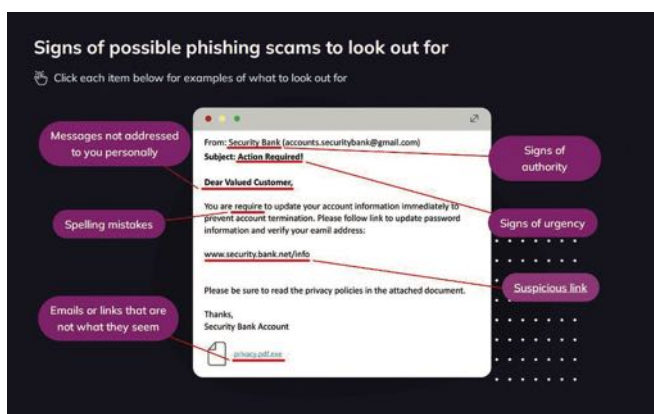 Signs of possible phishing scams to look out for
Click each item below for examples of what to look out for
Messages not addressed
to you personally
Spelling mistakes
Emails or links that are
not what they seem
From: Security Bank (accounts.securitybank@gmail.com)
Subject: Action Required!
Dear Valued Customer,
You are require to update your account information immediately to
prevent account termination. Please follow link to update password
information and verify your eamil address:
www.security.bank.net/info
Please be sure to read the privacy policies in the attached document.
Thanks,
Security Bank Account
privacy.pdf.exe
Signs of
authority
Signs of urgency
Suspicious link